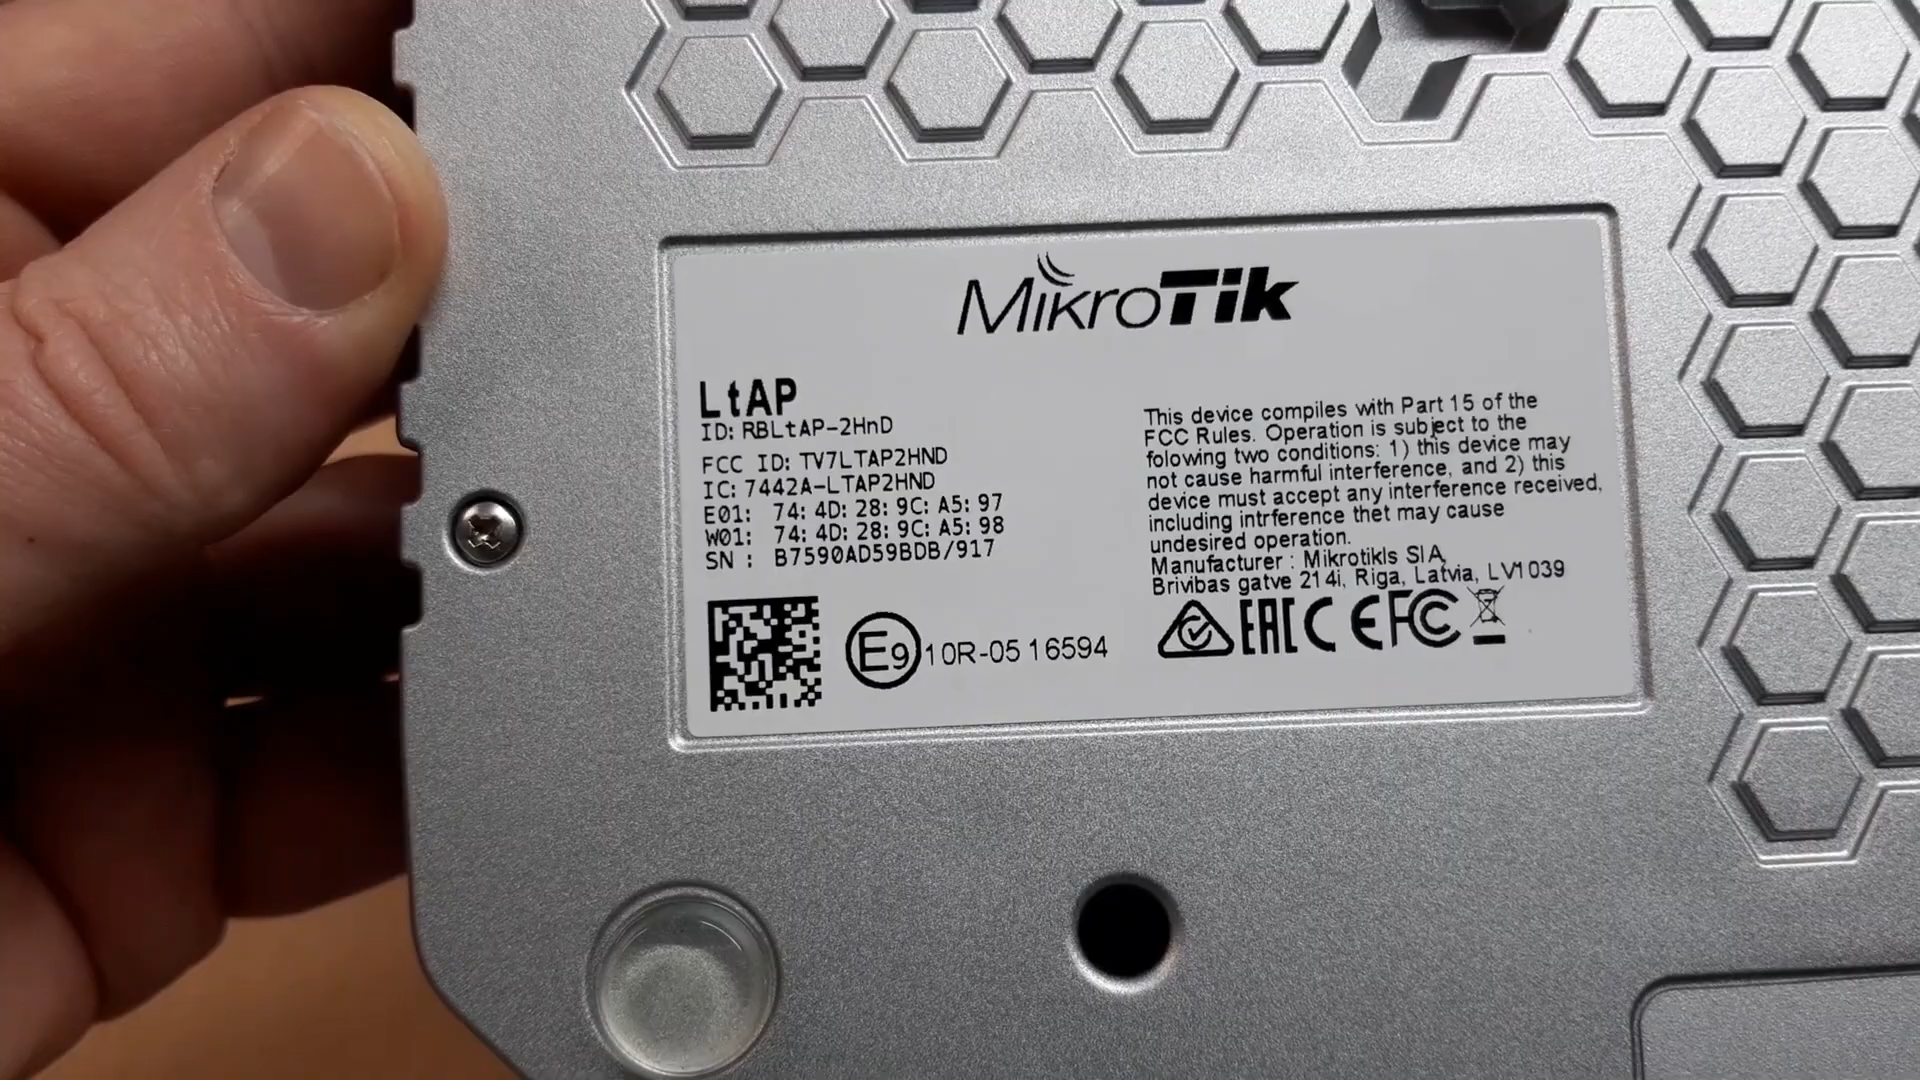 MikroTik
LtAP
ID: RBLtAP-2HnD
FCC ID: TV7LTAP2HND
IC: 7442A-LTAP2HND
E01: 74: 4D: 28: 9C: A5: 97
W01: 74: 4D: 28: 9C: A5: 98
SN : B7590AD59BDB/917
E9 10R-05 16594
This device compiles with Part 15 of the
FCC Rules. Operation is subject to the
folowing two conditions: 1) this device may
not cause harmful interference, and 2) this
device must accept any interference received,
including intrference thet may cause
undesired operation.
Manufacturer : Mikrotikls SIA,
Brivibas gatve 214i, Riga, Latvia, LV1039
EAC CE FC